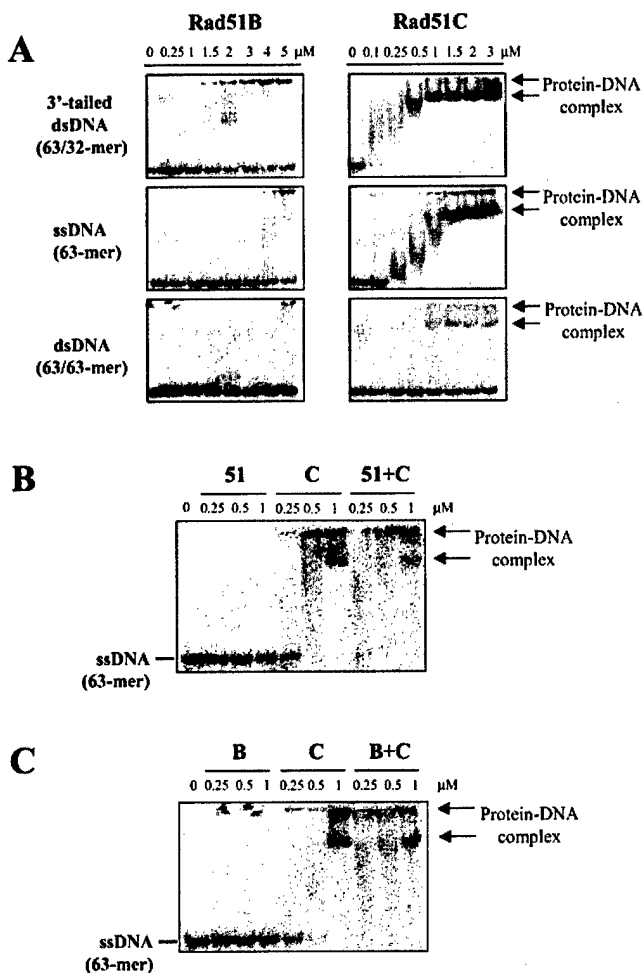 Rad51B
Rad51C
0 0.25 1 1.5 2 3 4 5 μM
0 0.1 0.25 0.5 1 1.5 2 3 μM
A
3'-tailed
dsDNA
(63/32-mer)
Protein-DNA
complex
ssDNA
(63-mer)
Protein-DNA
complex
dsDNA
(63/63-mer)
Protein-DNA
complex
B
51
C
51+C
0 0.25 0.5 1 0.25 0.5 1 0.25 0.5 1 μM
Protein-DNA
complex
ssDNA
(63-mer)
C
B
C
B+C
0 0.25 0.5 1 0.25 0.5 1 0.25 0.5 1 μM
Protein-DNA
complex
ssDNA
(63-mer)